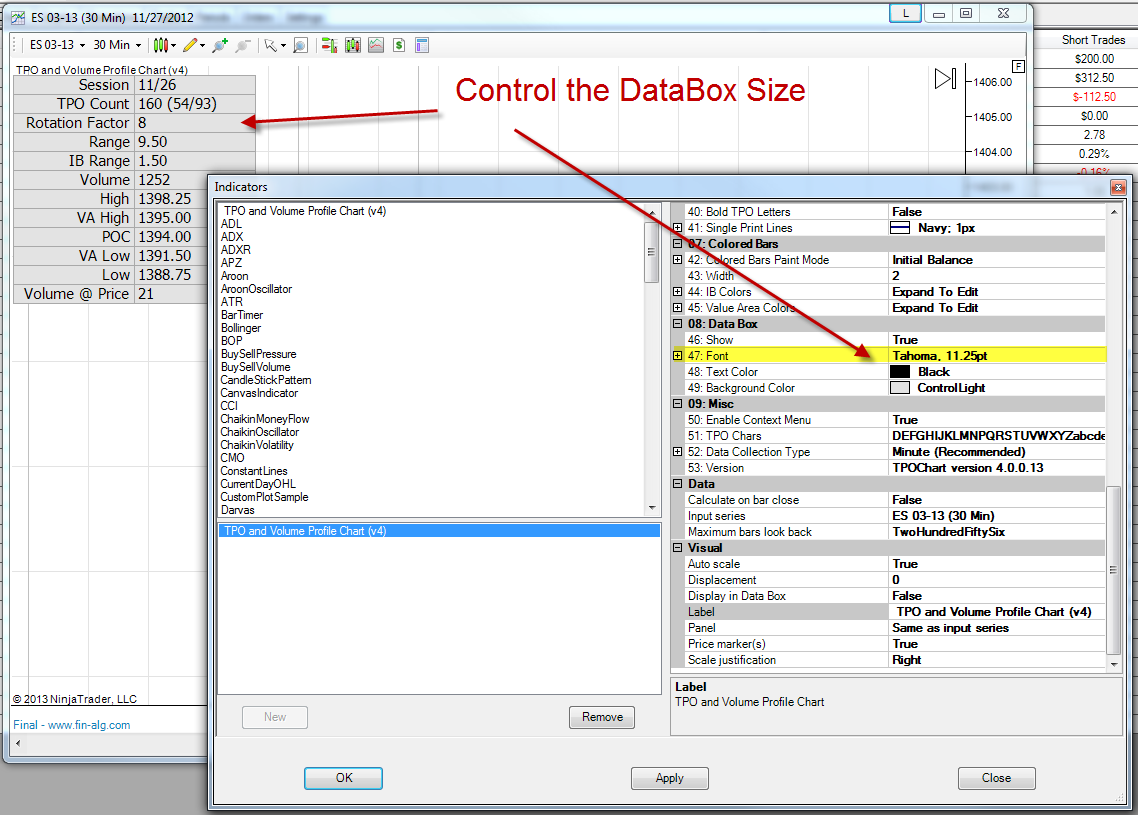 ES 03-13 (30 Min) 11/27/2012
L
ES 03-13
30 Min
$
Short Trades
$200.00
$312.50
$-112.50
$0.00
2.78
0.29%
-0.16%
TPO and Volume Profile Chart (v4)
Session 11/26
TPO Count 160 (54/93)
Rotation Factor 8
Range 9.50
IB Range 1.50
Volume 1252
High 1398.25
VA High 1395.00
POC 1394.00
VA Low 1391.50
Low 1388.75
Volume @ Price 21
Control the DataBox Size
F
1406.00
1405.00
1404.00
© 2013 NinjaTrader, LLC
Final - www.fin-alg.com
Indicators
TPO and Volume Profile Chart (v4)
ADL
ADX
ADXR
APZ
Aroon
AroonOscillator
ATR
BarTimer
Bollinger
BOP
BuySellPressure
BuySellVolume
CandleStickPattern
CanvasIndicator
CCI
ChaikinMoneyFlow
ChaikinOscillator
ChaikinVolatility
CMO
ConstantLines
CurrentDayOHL
CustomPlotSample
Darvas
TPO and Volume Profile Chart (v4)
New
Remove
40: Bold TPO Letters False
41: Single Print Lines Navy; 1px
07: Colored Bars
42: Colored Bars Paint Mode Initial Balance
43: Width 2
44: IB Colors Expand To Edit
45: Value Area Colors Expand To Edit
08: Data Box
46: Show True
47: Font Tahoma, 11.25pt
48: Text Color Black
49: Background Color ControlLight
09: Misc
50: Enable Context Menu True
51: TPO Chars DEFGHIJKLMNPQRSTUVWXYZabcde
52: Data Collection Type Minute (Recommended)
53: Version TPOChart version 4.0.0.13
Data
Calculate on bar close False
Input series ES 03-13 (30 Min)
Maximum bars look back TwoHundredFiftySix
Visual
Auto scale True
Displacement 0
Display in Data Box False
Label TPO and Volume Profile Chart (v4)
Panel Same as input series
Price marker(s) True
Scale justification Right
Label
TPO and Volume Profile Chart
OK
Apply
Close